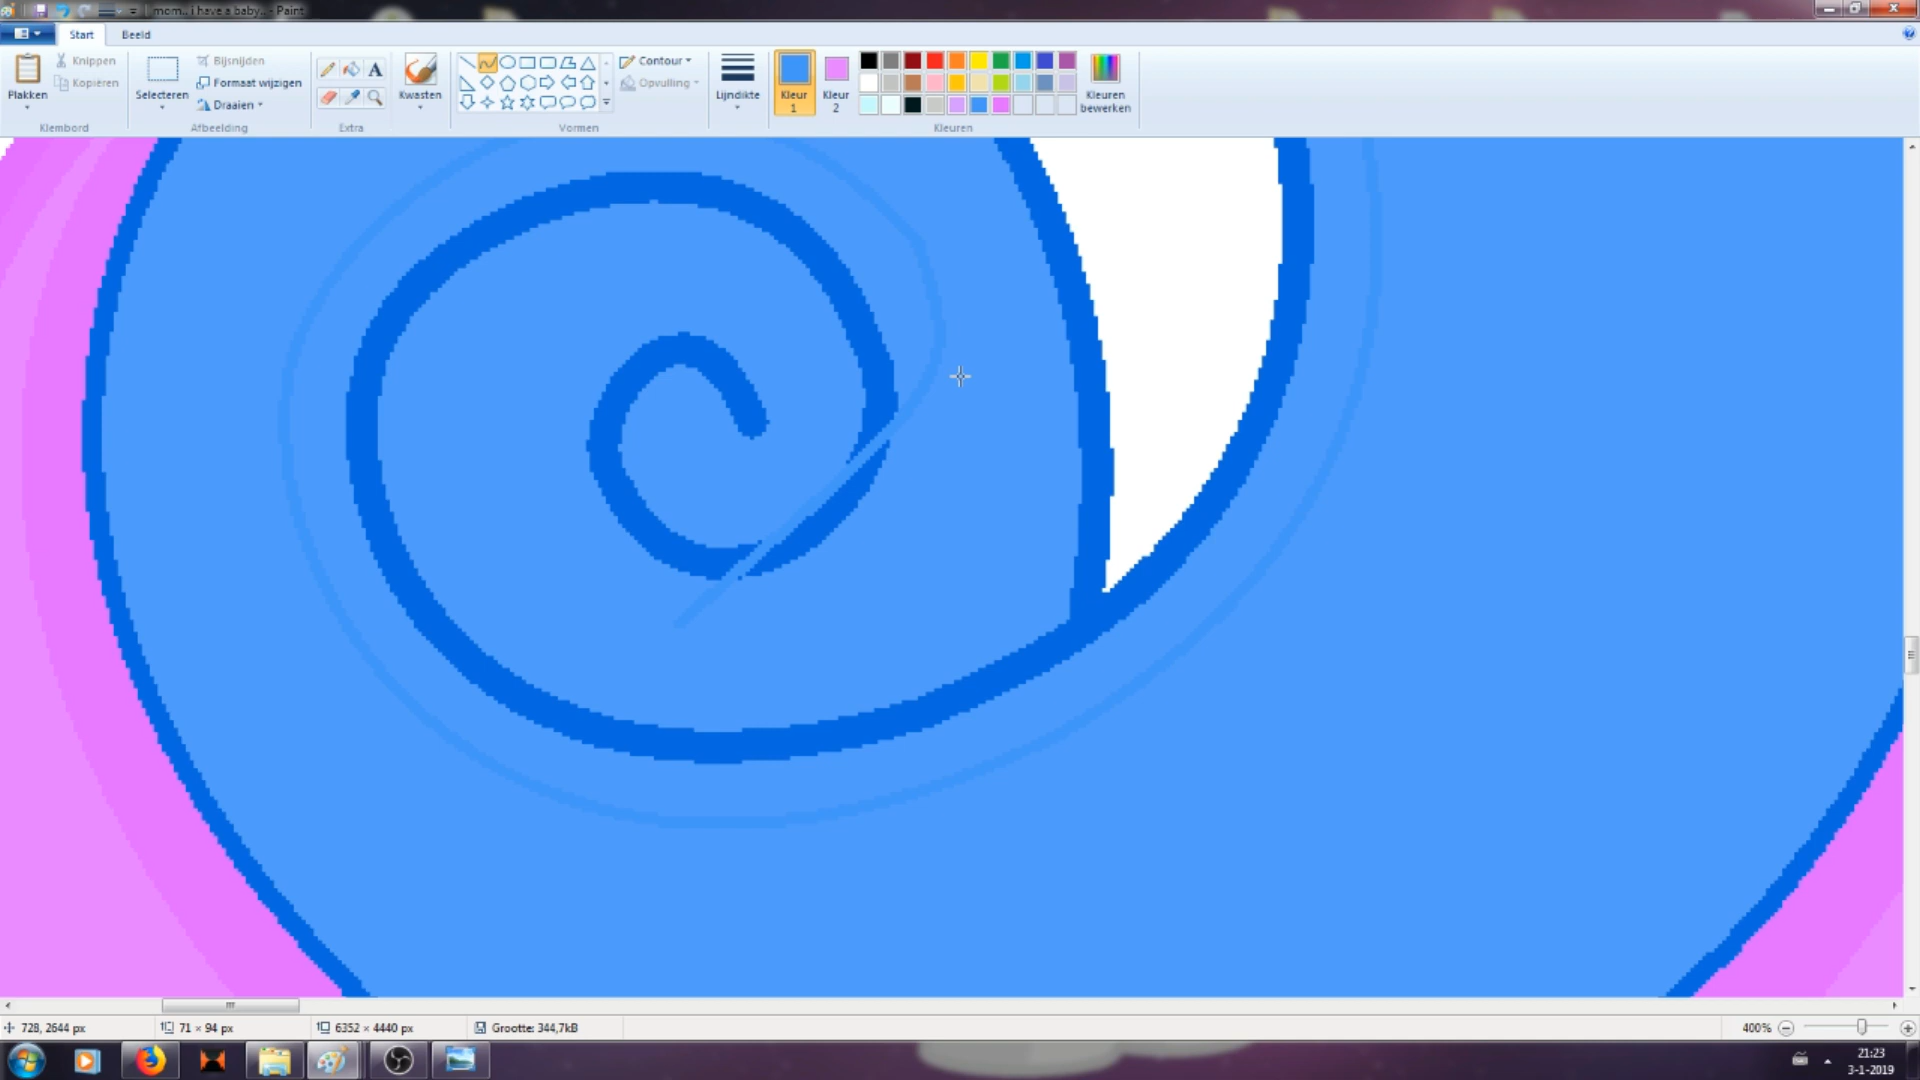 mom.. i have a baby.. - Paint
Start
Beeld
Plakken
Knippen
Kopiëren
Klembord
Selecteren
Bijsnijden
Formaat wijzigen
Draaien
Afbeelding
A
Extra
Kwasten
Contour
Opvulling
Vormen
Lijndikte
Kleur 1
Kleur 2
Kleuren bewerken
Kleuren
728, 2644 px
71 × 94 px
6352 × 4440 px
Grootte: 344,7kB
400%
21:23
3-1-2019